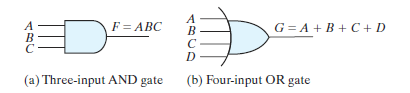 A
B
C
F = ABC
A
B
C
D
G = A + B + C + D
(a) Three-input AND gate
(b) Four-input OR gate